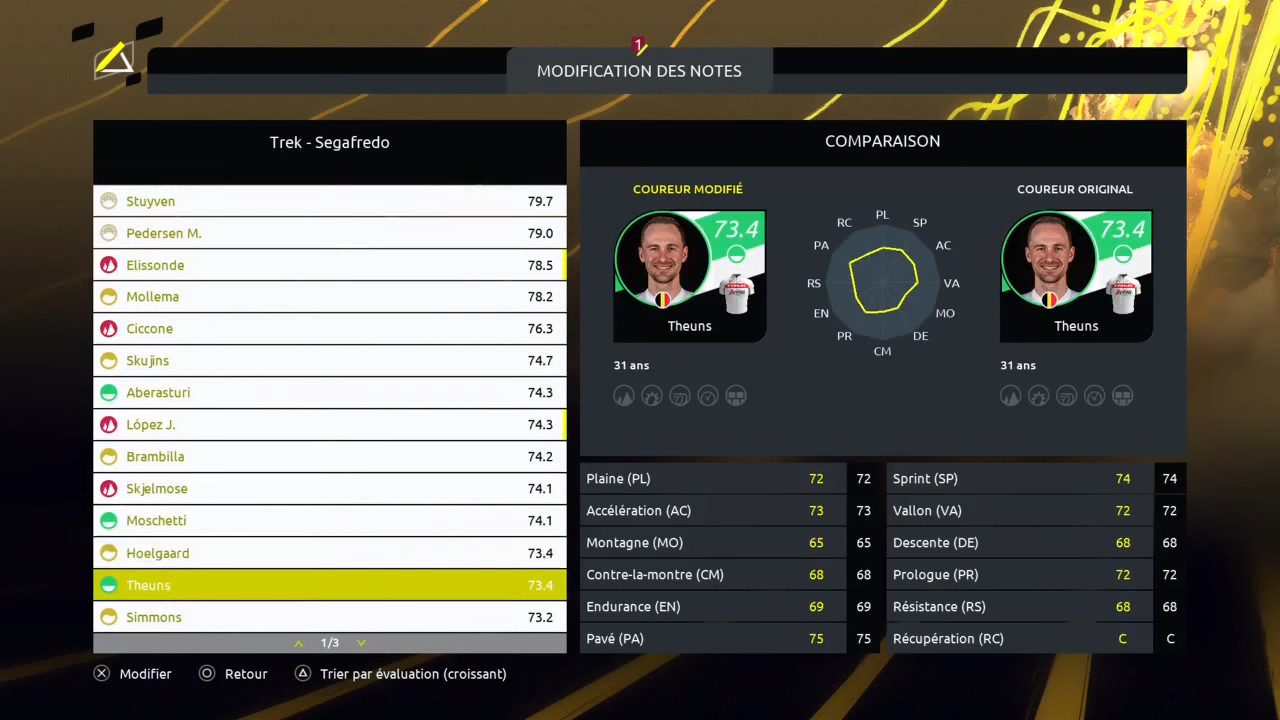 1
MODIFICATION DES NOTES
Trek - Segafredo
Stuyven 79.7
Pedersen M. 79.0
Elissonde 78.5
Mollema 78.2
Ciccone 76.3
Skujins 74.7
Aberasturi 74.3
López J. 74.3
Brambilla 74.2
Skjelmose 74.1
Moschetti 74.1
Hoelgaard 73.4
Theuns 73.4
Simmons 73.2
1/3
COMPARAISON
COUREUR MODIFIÉ
73.4
Theuns
31 ans
PL
SP
AC
VA
MO
DE
CM
PR
EN
RS
PA
RC
COUREUR ORIGINAL
73.4
Theuns
31 ans
Plaine (PL) 72 72
Sprint (SP) 74 74
Accélération (AC) 73 73
Vallon (VA) 72 72
Montagne (MO) 65 65
Descente (DE) 68 68
Contre-la-montre (CM) 68 68
Prologue (PR) 72 72
Endurance (EN) 69 69
Résistance (RS) 68 68
Pavé (PA) 75 75
Récupération (RC) C C
Modifier Retour Trier par évaluation (croissant)